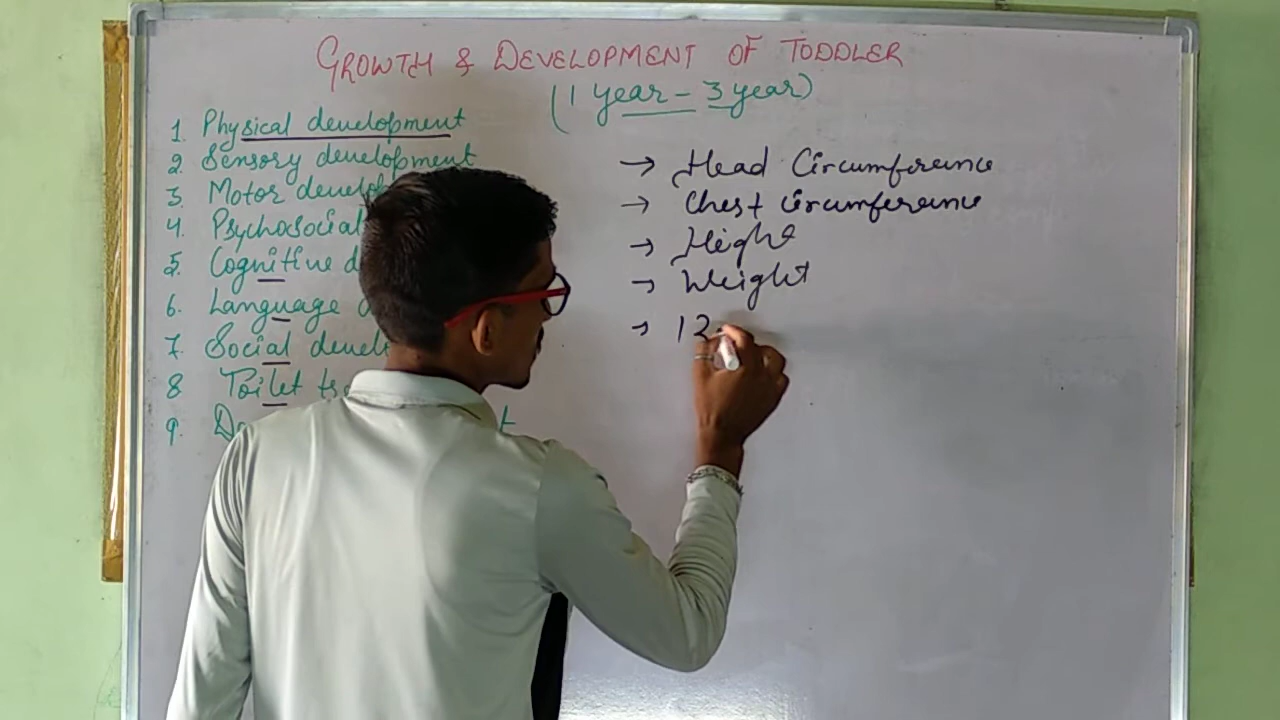 GROWTH & DEVELOPMENT OF TODDLER
(1 year - 3 year)
1. Physical development
2. Sensory development
3. Motor
4. Psychosocial
5. Cognitive
6. Language
7. Social
8 Toilet
9.
→ Head Circumference
→ Chest circumference
→ Height
→ Weight
→ 12